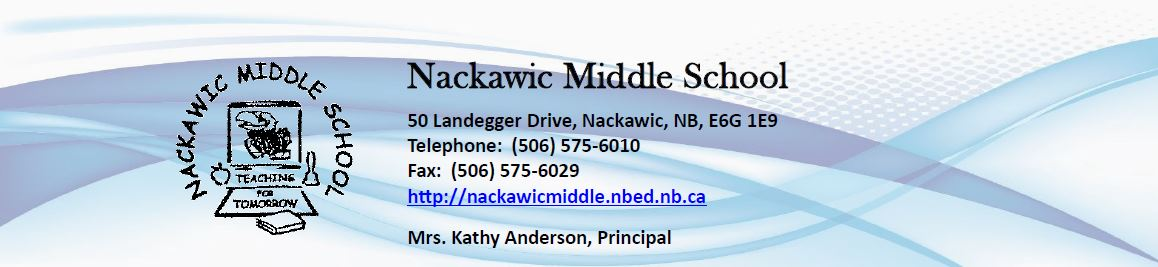 NACKAWIC MIDDLE SCHOOL
TEACHING
FOR
TOMORROW
Nackawic Middle School
50 Landegger Drive, Nackawic, NB, E6G 1E9
Telephone:  (506) 575-6010
Fax:  (506) 575-6029
http://nackawicmiddle.nbed.nb.ca
Mrs. Kathy Anderson, Principal